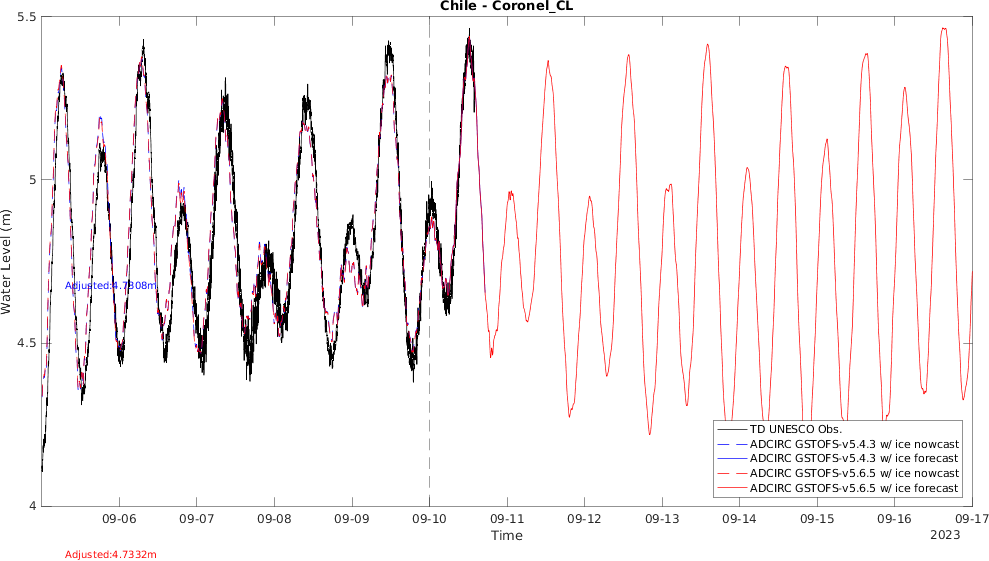 Chile - Coronel_CL
5.5
5
4.5
4
Water Level (m)
Adjusted:4.7308m
TD UNESCO Obs.
ADCIRC GSTOFS-v5.4.3 w/ ice nowcast
ADCIRC GSTOFS-v5.4.3 w/ ice forecast
ADCIRC GSTOFS-v5.6.5 w/ ice nowcast
ADCIRC GSTOFS-v5.6.5 w/ ice forecast
09-06 09-07 09-08 09-09 09-10 09-11 09-12 09-13 09-14 09-15 09-16 09-17
Time
2023
Adjusted:4.7332m